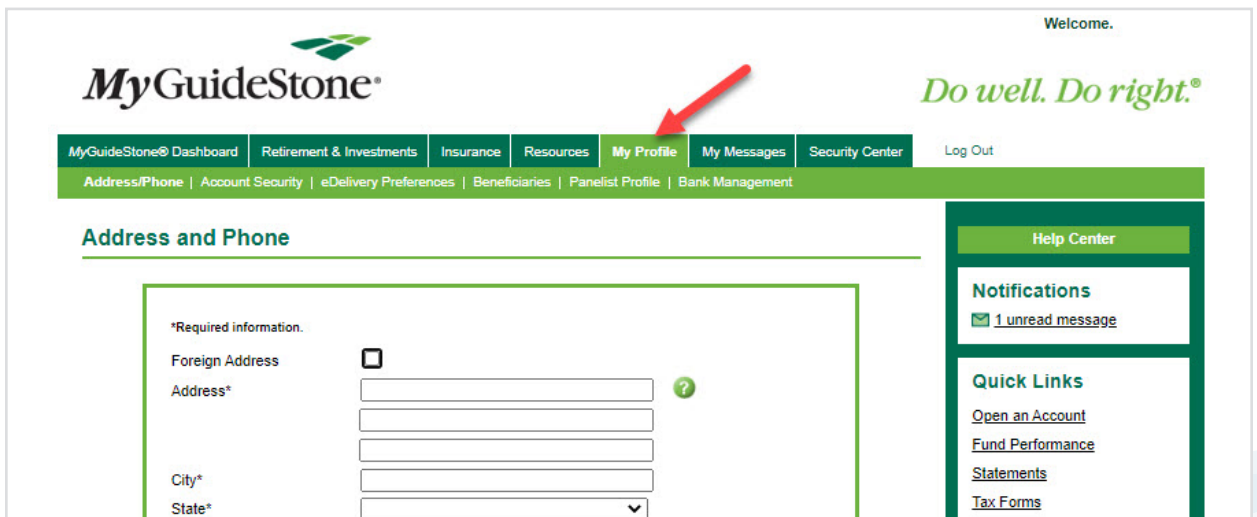 Welcome.
MyGuideStone®
Do well. Do right.®
MyGuideStone® Dashboard Retirement & Investments Insurance Resources My Profile My Messages Security Center Log Out
Address/Phone | Account Security | eDelivery Preferences | Beneficiaries | Panelist Profile | Bank Management
Address and Phone
*Required information.
Foreign Address
Address*
?
City*
State*
Help Center
Notifications
1 unread message
Quick Links
Open an Account
Fund Performance
Statements
Tax Forms